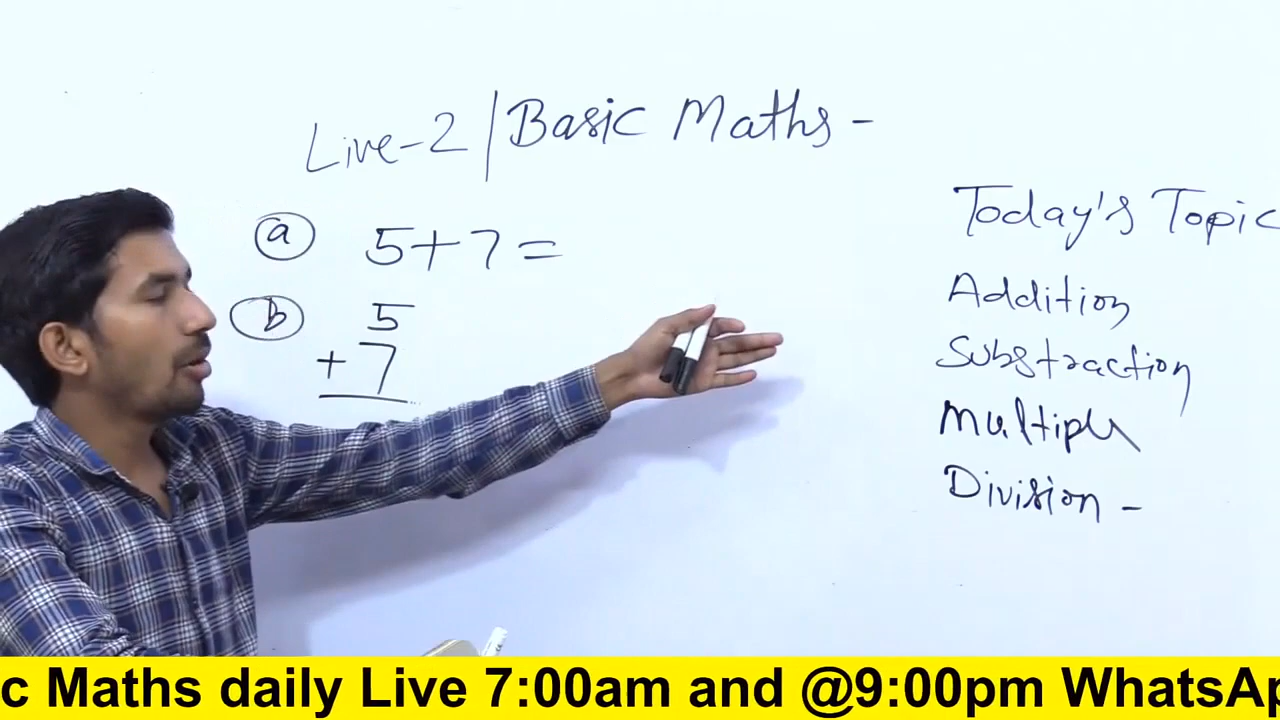 Live-2 | Basic Maths -
(a) 5+7=
(b) 5
+ 7
Today's Topic
Addition
Substraction
Multiply
Division -
c Maths daily Live 7:00am and @9:00pm WhatsAp